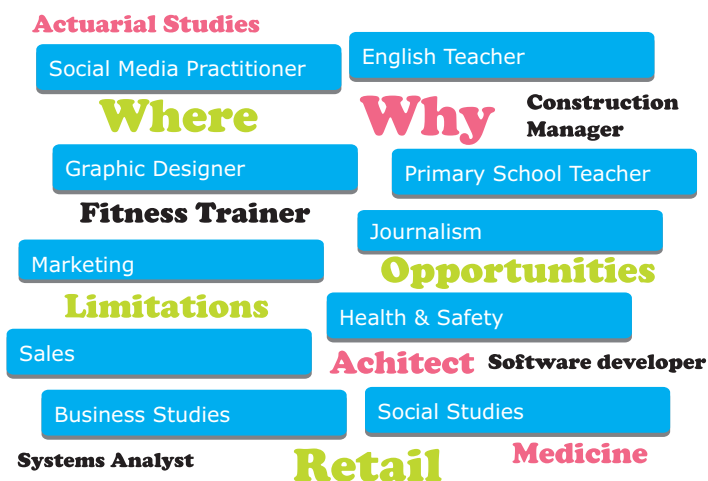 Actuarial Studies
Social Media Practitioner
English Teacher
Where
Why
Construction
Manager
Graphic Designer
Primary School Teacher
Fitness Trainer
Journalism
Marketing
Opportunities
Limitations
Health & Safety
Sales
Achitect
Software developer
Business Studies
Social Studies
Systems Analyst
Retail
Medicine